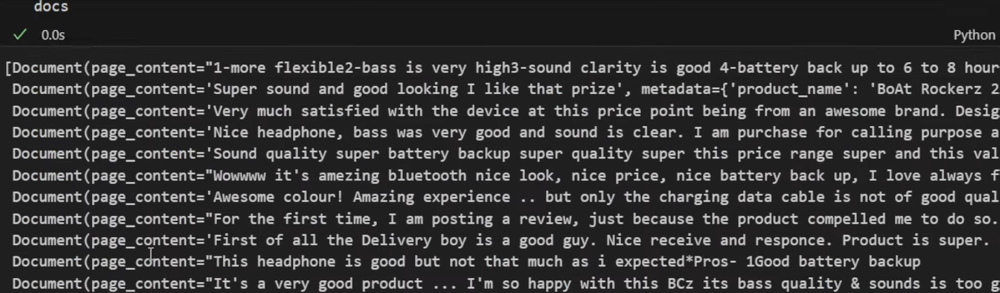 docs
0.0s
Python
[Document(page_content="1-more flexible2-bass is very high3-sound clarity is good 4-battery back up to 6 to 8 hour
Document(page_content='Super sound and good looking I like that prize', metadata={'product_name': 'BoAt Rockerz 2
Document(page_content='Very much satisfied with the device at this price point being from an awesome brand. Desig
Document(page_content='Nice headphone, bass was very good and sound is clear. I am purchase for calling purpose a
Document(page_content='Sound quality super battery backup super quality super this price range super and this val
Document(page_content="Wowwww it's amezing bluetooth nice look, nice price, nice battery back up, I love always f
Document(page_content='Awesome colour! Amazing experience .. but only the charging data cable is not of good qual
Document(page_content="For the first time, I am posting a review, just because the product compelled me to do so.
Document(page_content='First of all the Delivery boy is a good guy. Nice receive and responce. Product is super.
Document(page_content="This headphone is good but not that much as i expected*Pros- 1Good battery backup
Document(page_content="It's a very good product ... I'm so happy with this BCz its bass quality & sounds is too g